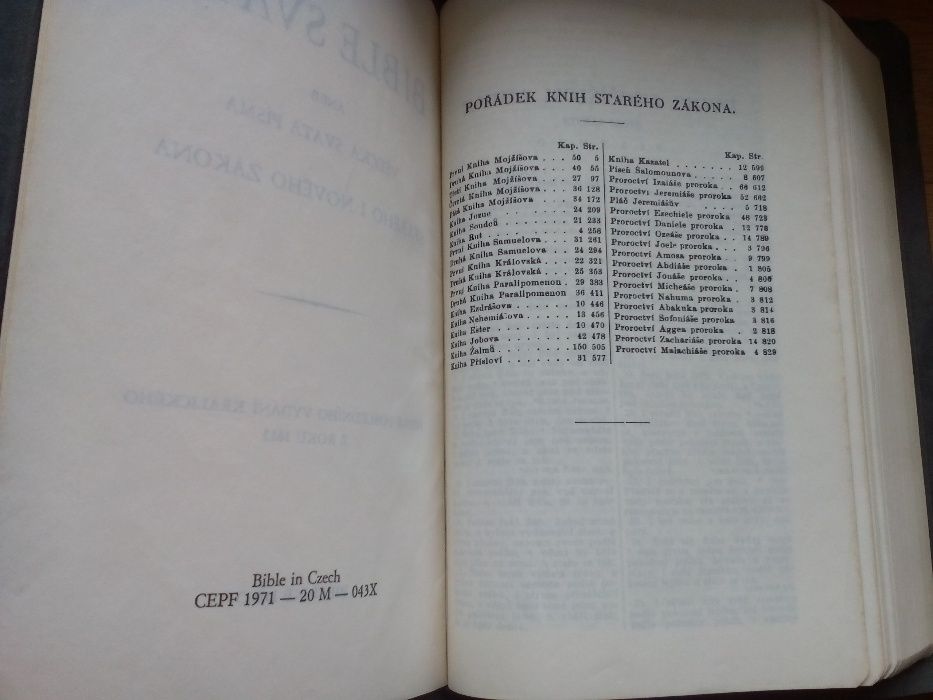 Bible in Czech
CEPF 1971 — 20 M — 043X
POŘÁDEK KNIH STARÉHO ZÁKONA.
Kap. Str.
První Kniha Mojžíšova . . . 50 5
Druhá Kniha Mojžíšova . . . 40 55
Třetí Kniha Mojžíšova . . . 27 97
Čtvrtá Kniha Mojžíšova . . . 36 128
Pátá Kniha Mojžíšova . . . 34 172
Kniha Jozue . . . . . . . 24 209
Kniha Soudců . . . . . . . 21 233
Kniha Rut . . . . . . . . 4 258
První Kniha Samuelova . . . 31 261
Druhá Kniha Samuelova . . . 24 294
První Kniha Královská . . . 22 321
Druhá Kniha Královská . . . 25 353
První Kniha Paralipomenon . 29 383
Druhá Kniha Paralipomenon 36 411
Kniha Ezdrášova . . . . . . 10 446
Kniha Nehemiášova . . . . . 13 456
Kniha Ester . . . . . . . 10 470
Kniha Jobova . . . . . . . 42 478
Kniha Žalmů . . . . . . . 150 505
Kniha Přísloví . . . . . . . 31 577
Kap. Str.
Kniha Kazatel . . . . . . 12 599
Píseň Šalomounova . . . . . 8 607
Proroctví Izaiáše proroka . . 66 612
Proroctví Jeremiáše proroka 52 662
Pláč Jeremiášův . . . . 5 718
Proroctví Ezechiele proroka 48 723
Proroctví Daniele proroka . 12 776
Proroctví Ozeáše proroka . . 14 789
Proroctví Joele proroka . . . 3 796
Proroctví Amosa proroka . . 9 799
Proroctví Abdiáše proroka . 1 805
Proroctví Jonáše proroka . . 4 806
Proroctví Micheáše proroka . 7 808
Proroctví Nahuma proroka . 3 812
Proroctví Abakuka proroka 3 814
Proroctví Sofoniáše proroka . 3 816
Proroctví Aggea proroka . 2 818
Proroctví Zachariáše proroka 14 820
Proroctví Malachiáše proroka 4 829